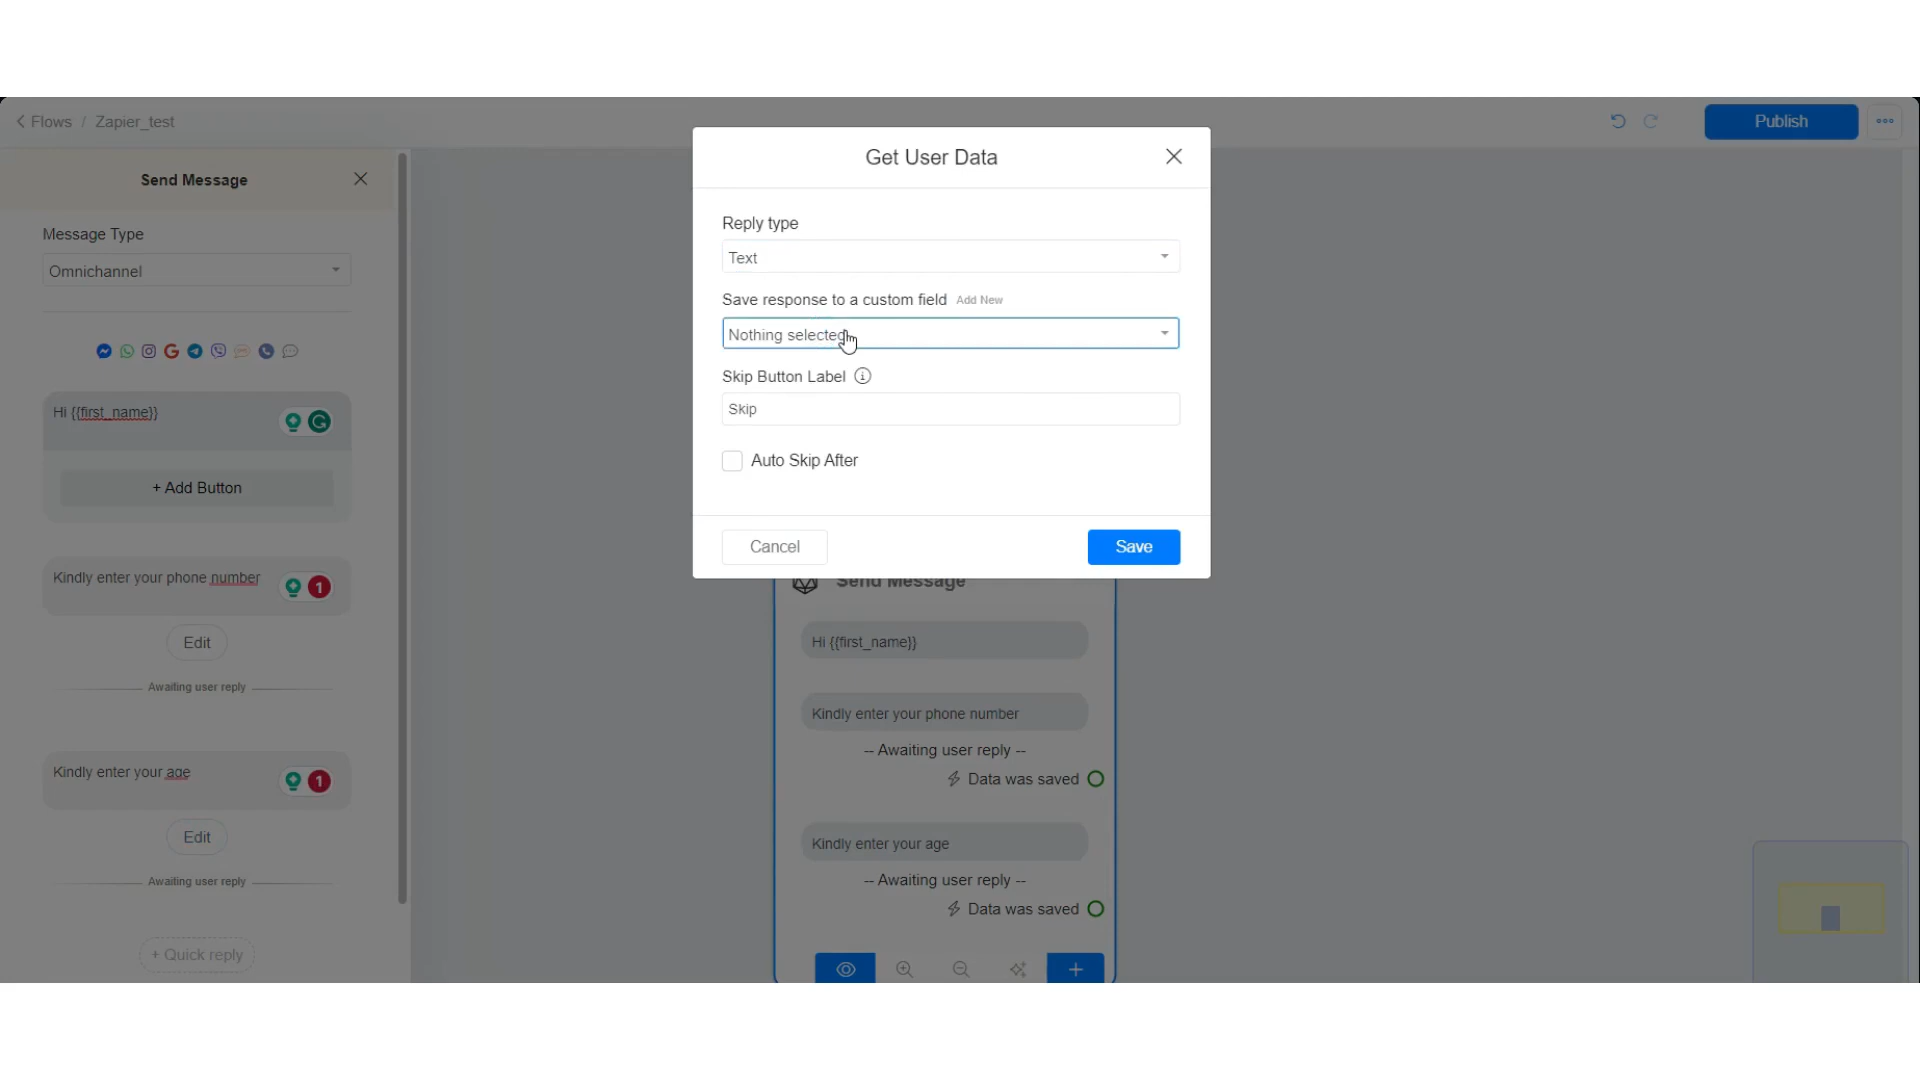 Flows / Zapier_test
Publish
Send Message
Message Type
Omnichannel
Hi {{first_name}}
+ Add Button
Kindly enter your phone number
1
Edit
Awaiting user reply
Kindly enter your age
1
Edit
Awaiting user reply
+ Quick reply
Get User Data
Reply type
Text
Save response to a custom field Add New
Nothing selected
Skip Button Label
Skip
Auto Skip After
Cancel
Save
Send Message
Hi {{first_name}}
Kindly enter your phone number
-- Awaiting user reply --
Data was saved
Kindly enter your age
-- Awaiting user reply --
Data was saved